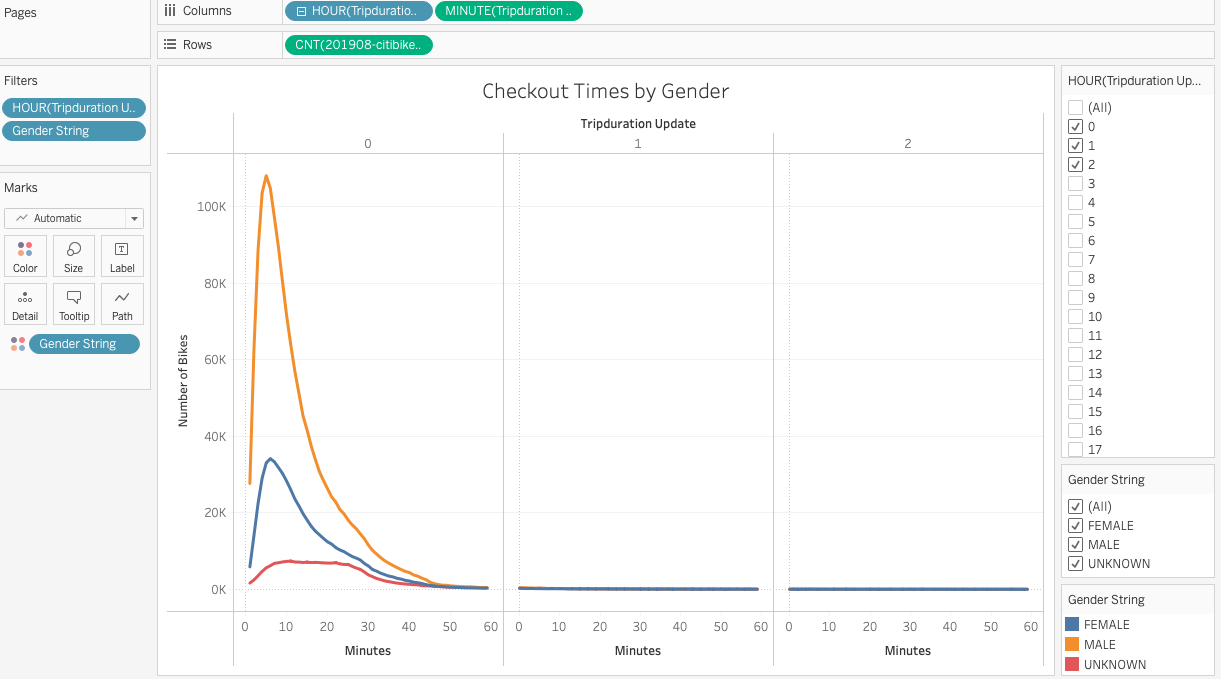 Pages
Columns
HOUR(Tripduratio..
MINUTE(Tripduration ..
Rows
CNT(201908-citibike..
Filters
HOUR(Tripduration U..
Gender String
Marks
Automatic
Color
Size
Label
Detail
Tooltip
Path
Gender String
Checkout Times by Gender
Tripduration Update
0 1 2
Number of Bikes
100K
80K
60K
40K
20K
0K
0 10 20 30 40 50 60 0 10 20 30 40 50 60 0 10 20 30 40 50 60
Minutes Minutes Minutes
HOUR(Tripduration Up...
(All)
0
1
2
3
4
5
6
7
8
9
10
11
12
13
14
15
16
17
Gender String
(All)
FEMALE
MALE
UNKNOWN
Gender String
FEMALE
MALE
UNKNOWN